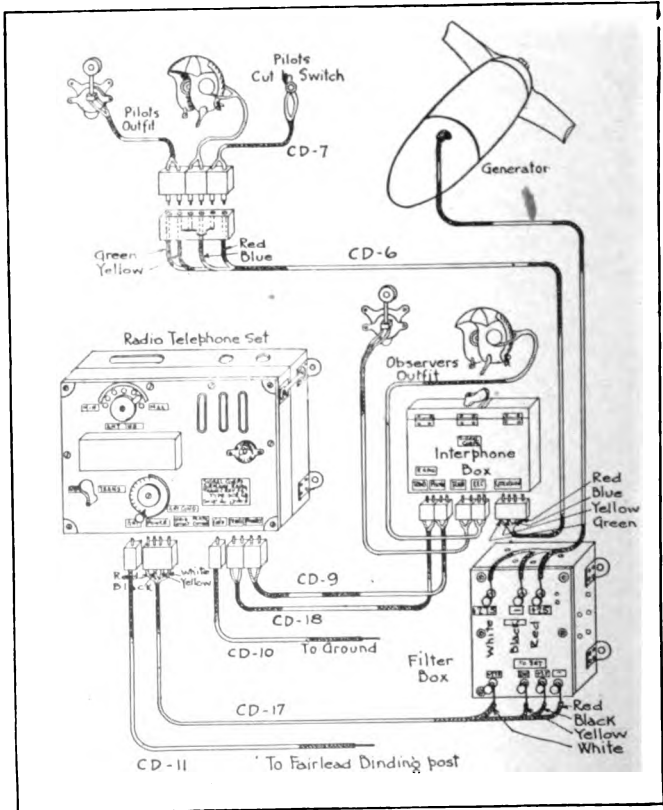 Pilots
Cut In Switch
Pilots
Outfit
CD-7
Generator
Green
Yellow
Red
Blue
CD-6
Radio Telephone Set
Observers
Outfit
Interphone
Box
Red
Blue
Yellow
Green
Red
Black
White
Yellow
CD-9
CD-18
CD-10
To Ground
White
Black
Red
Filter
Box
CD-17
Red
Black
Yellow
White
CD-11
To Fairlead Binding post